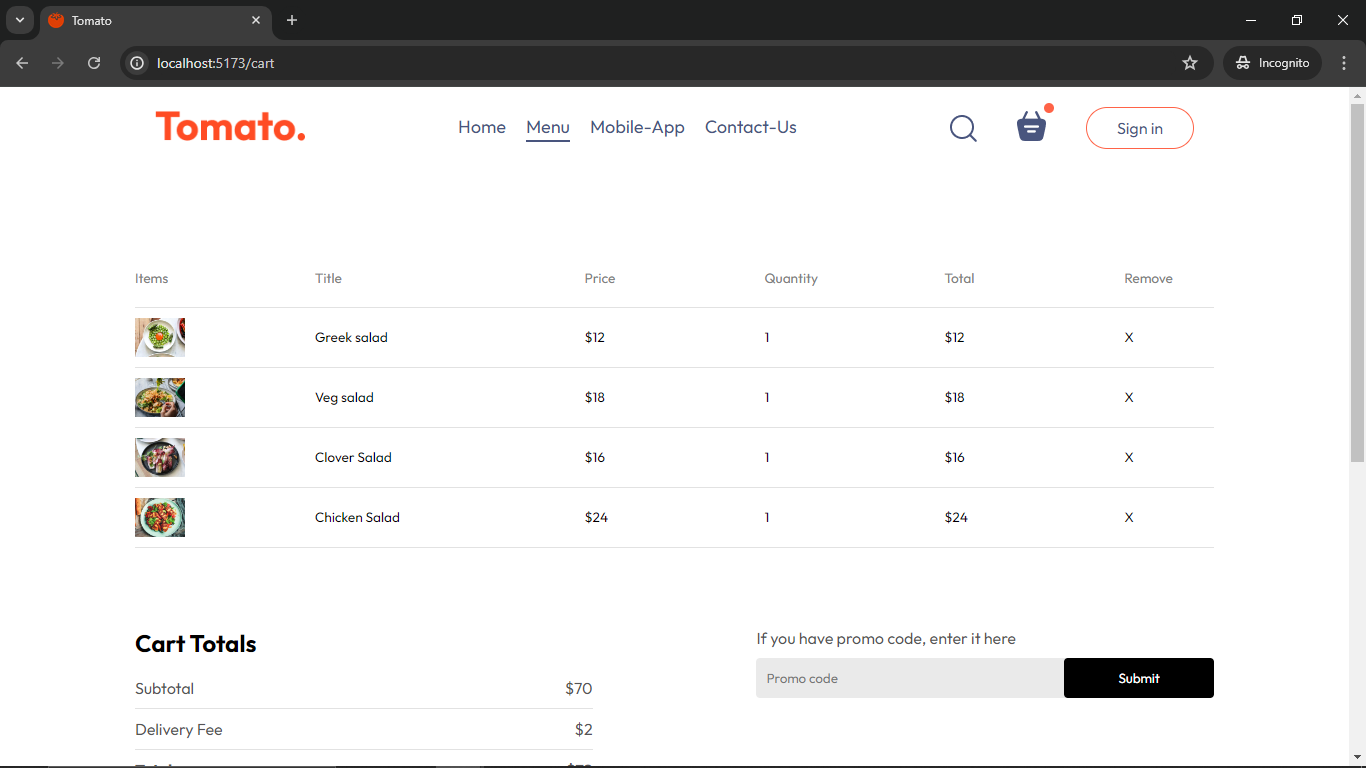 Tomato
localhost:5173/cart
Incognito
Tomato.
Home Menu Mobile-App Contact-Us
Sign in
Items Title Price Quantity Total Remove
Greek salad $12 1 $12 X
Veg salad $18 1 $18 X
Clover Salad $16 1 $16 X
Chicken Salad $24 1 $24 X
Cart Totals
If you have promo code, enter it here
Promo code Submit
Subtotal $70
Delivery Fee $2